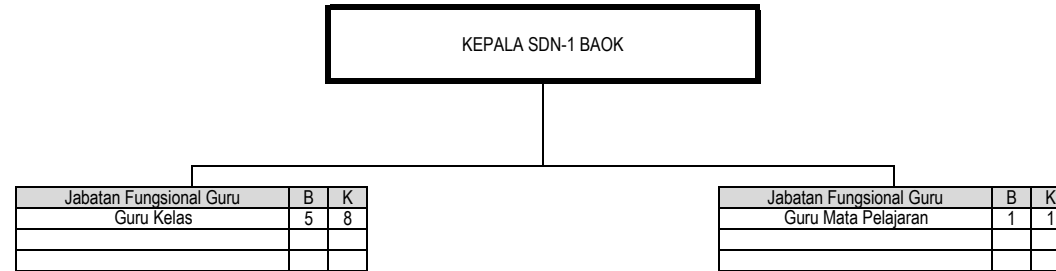 KEPALA SDN-1 BAOK
Jabatan Fungsional Guru B K
Guru Kelas 5 8
Jabatan Fungsional Guru B K
Guru Mata Pelajaran 1 1